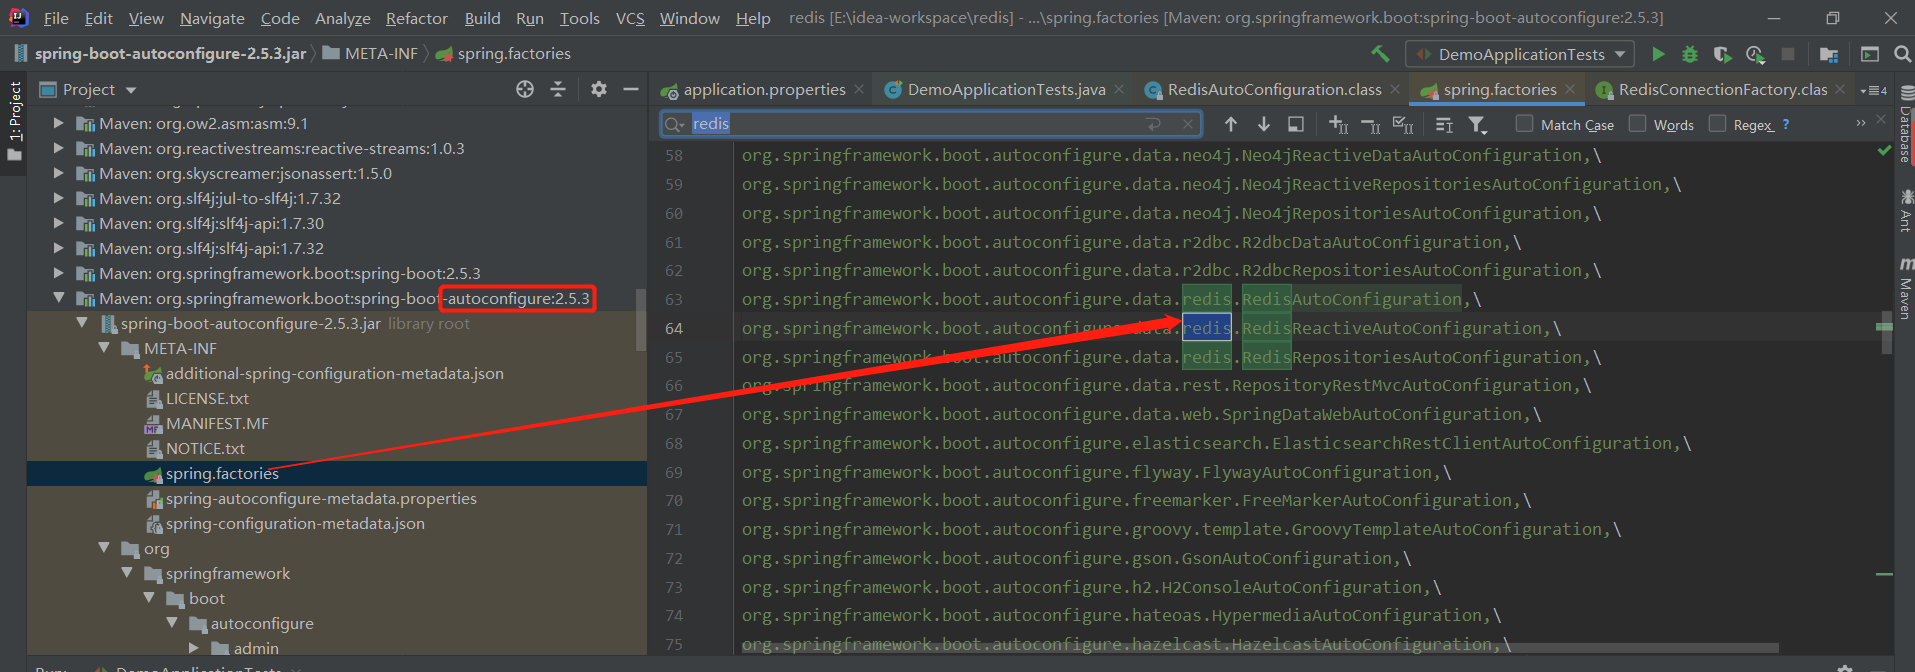 File Edit View Navigate Code Analyze Refactor Build Run Tools VCS Window Help redis [E:\idea-workspace\redis] - ...\spring.factories [Maven: org.springframework.boot:spring-boot-autoconfigure:2.5.3]
spring-boot-autoconfigure-2.5.3.jar META-INF spring.factories DemoApplicationTests
Project
application.properties DemoApplicationTests.java RedisAutoConfiguration.class spring.factories RedisConnectionFactory.clas 4
redis Match Case Words Regex ?
1: Project
Maven: org.ow2.asm:asm:9.1
Maven: org.reactivestreams:reactive-streams:1.0.3
Maven: org.skyscreamer:jsonassert:1.5.0
Maven: org.slf4j:jul-to-slf4j:1.7.32
Maven: org.slf4j:slf4j-api:1.7.30
Maven: org.slf4j:slf4j-api:1.7.32
Maven: org.springframework.boot:spring-boot:2.5.3
Maven: org.springframework.boot:spring-boot-autoconfigure:2.5.3
spring-boot-autoconfigure-2.5.3.jar library root
META-INF
additional-spring-configuration-metadata.json
LICENSE.txt
MANIFEST.MF
NOTICE.txt
spring.factories
spring-autoconfigure-metadata.properties
spring-configuration-metadata.json
org
springframework
boot
autoconfigure
admin
58 org.springframework.boot.autoconfigure.data.neo4j.Neo4jReactiveDataAutoConfiguration,\
59 org.springframework.boot.autoconfigure.data.neo4j.Neo4jReactiveRepositoriesAutoConfiguration,\
60 org.springframework.boot.autoconfigure.data.neo4j.Neo4jRepositoriesAutoConfiguration,\
61 org.springframework.boot.autoconfigure.data.r2dbc.R2dbcDataAutoConfiguration,\
62 org.springframework.boot.autoconfigure.data.r2dbc.R2dbcRepositoriesAutoConfiguration,\
63 org.springframework.boot.autoconfigure.data.redis.RedisAutoConfiguration,\
64 org.springframework.boot.autoconfigure.data.redis.RedisReactiveAutoConfiguration,\
65 org.springframework.boot.autoconfigure.data.redis.RedisRepositoriesAutoConfiguration,\
66 org.springframework.boot.autoconfigure.data.rest.RepositoryRestMvcAutoConfiguration,\
67 org.springframework.boot.autoconfigure.data.web.SpringDataWebAutoConfiguration,\
68 org.springframework.boot.autoconfigure.elasticsearch.ElasticsearchRestClientAutoConfiguration,\
69 org.springframework.boot.autoconfigure.flyway.FlywayAutoConfiguration,\
70 org.springframework.boot.autoconfigure.freemarker.FreeMarkerAutoConfiguration,\
71 org.springframework.boot.autoconfigure.groovy.template.GroovyTemplateAutoConfiguration,\
72 org.springframework.boot.autoconfigure.gson.GsonAutoConfiguration,\
73 org.springframework.boot.autoconfigure.h2.H2ConsoleAutoConfiguration,\
74 org.springframework.boot.autoconfigure.hateoas.HypermediaAutoConfiguration,\
75 org.springframework.boot.autoconfigure.hazelcast.HazelcastAutoConfiguration,\
Database
Ant
Maven
Run: DemoApplicationTests